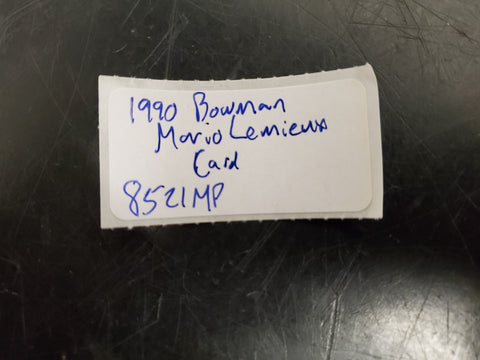 1990 Bowman
Mario Lemieux
Card
8521MP